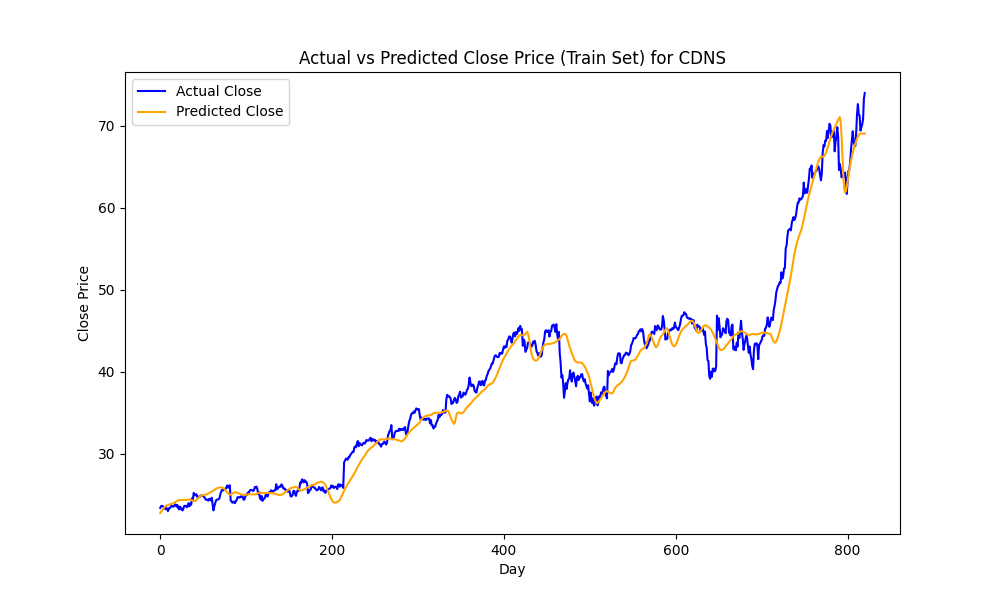 Actual vs Predicted Close Price (Train Set) for CDNS
Actual Close
Predicted Close
70
60
50
40
30
Close Price
0 200 400 600 800
Day